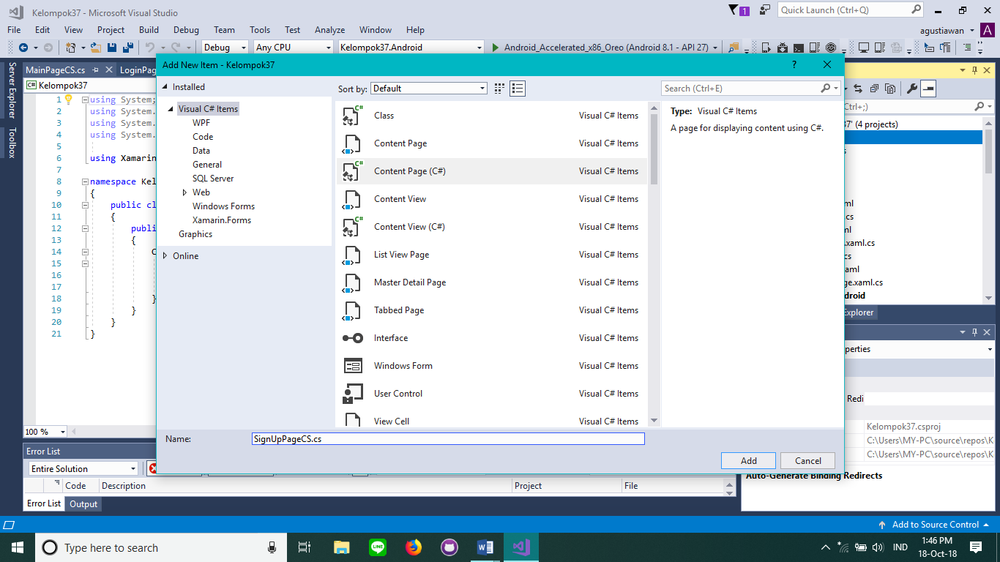 Kelompok37 - Microsoft Visual Studio
1
Quick Launch (Ctrl+Q)
File Edit View Project Build Debug Team Tools Test Analyze Window Help
agustiawan
A
Debug Any CPU Kelompok37.Android Android_Accelerated_x86_Oreo (Android 8.1 - API 27)
Server Explorer
Toolbox
MainPageCS.cs LoginPag
C# Kelompok37
1 using System;
2 using System.
3 using System.
4 using System.
5
6 using Xamarin
7
8 namespace Kel
9 {
10 public cl
11 {
12 public
13 {
14 C
15
16
17
18 }
19 }
20 }
21 }
100 %
Add New Item - Kelompok37
?
Installed
Visual C# Items
WPF
Code
Data
General
SQL Server
Web
Windows Forms
Xamarin.Forms
Graphics
Online
Sort by: Default
Search (Ctrl+E)
Class Visual C# Items
Content Page Visual C# Items
Content Page (C#) Visual C# Items
Content View Visual C# Items
Content View (C#) Visual C# Items
List View Page Visual C# Items
Master Detail Page Visual C# Items
Tabbed Page Visual C# Items
Interface Visual C# Items
Windows Form Visual C# Items
User Control Visual C# Items
View Cell Visual C# Items
Type: Visual C# Items
A page for displaying content using C#.
Name: SignUpPageCS.cs
Add Cancel
rl+;)
37' (4 projects)
s
ml
.cs
ml
.xaml.cs
cs
aml
ge.xaml.cs
droid
Explorer
perties
Redi
Kelompok37.csproj
C:\Users\MY-PC\source\repos\K
C:\Users\MY-PC\source\repos\K
Auto-Generate Binding Redirects
Error List
Entire Solution
Code Description Project File
Error List Output
Add to Source Control
Type here to search
IND
1:46 PM
18-Oct-18